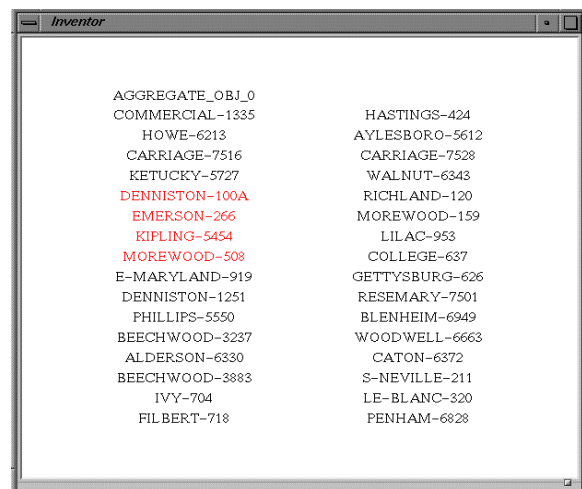 Inventor
AGGREGATE_OBJ_0
COMMERCIAL-1335 HASTINGS-424
HOWE-6213 AYLESBORO-5612
CARRIAGE-7516 CARRIAGE-7528
KETUCKY-5727 WALNUT-6343
DENNISTON-100A RICHLAND-120
EMERSON-266 MOREWOOD-159
KIPLING-5454 LILAC-953
MOREWOOD-508 COLLEGE-637
E-MARYLAND-919 GETTYSBURG-626
DENNISTON-1251 RESEMARY-7501
PHILLIPS-5550 BLENHEIM-6949
BEECHWOOD-3237 WOODWELL-6663
ALDERSON-6330 CATON-6372
BEECHWOOD-3883 S-NEVILLE-211
IVY-704 LE-BLANC-320
FILBERT-718 PENHAM-6828